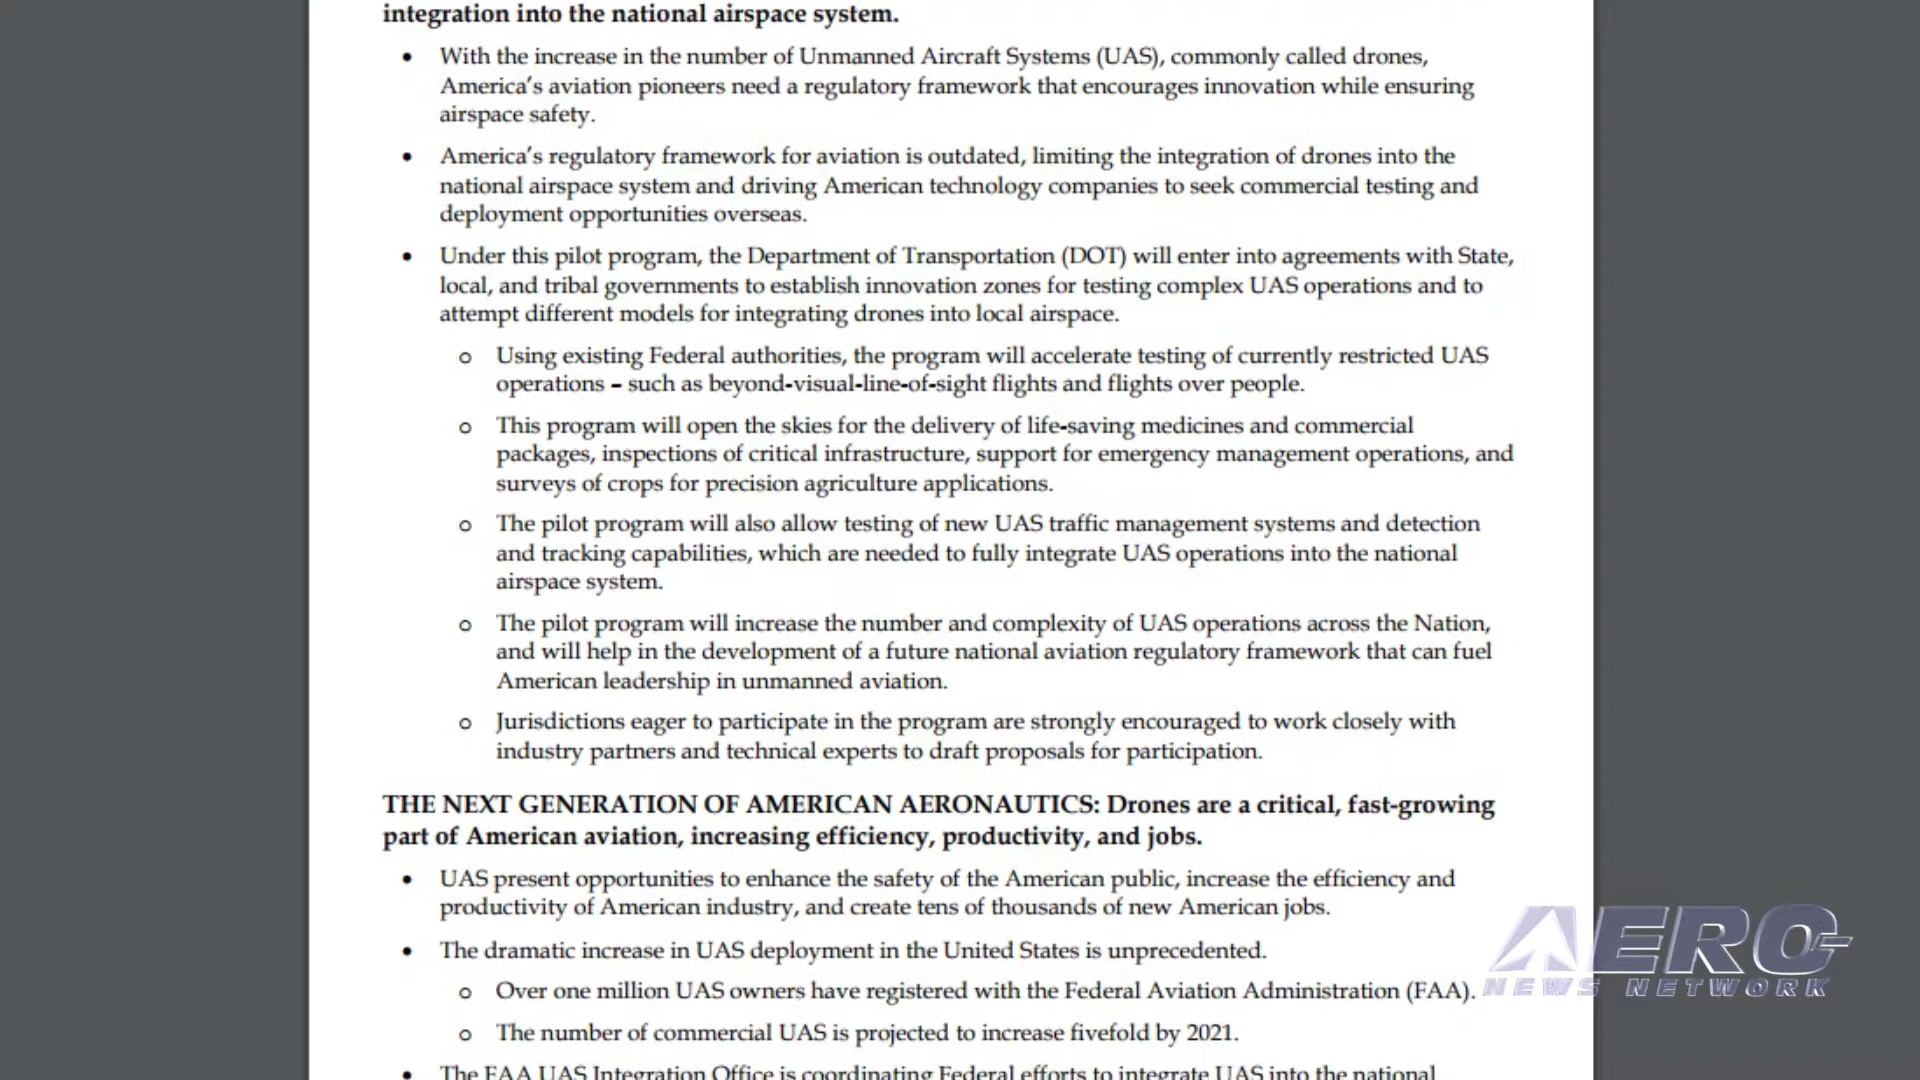 integration into the national airspace system.
• With the increase in the number of Unmanned Aircraft Systems (UAS), commonly called drones,
America’s aviation pioneers need a regulatory framework that encourages innovation while ensuring
airspace safety.
• America’s regulatory framework for aviation is outdated, limiting the integration of drones into the
national airspace system and driving American technology companies to seek commercial testing and
deployment opportunities overseas.
• Under this pilot program, the Department of Transportation (DOT) will enter into agreements with State,
local, and tribal governments to establish innovation zones for testing complex UAS operations and to
attempt different models for integrating drones into local airspace.
o Using existing Federal authorities, the program will accelerate testing of currently restricted UAS
operations – such as beyond-visual-line-of-sight flights and flights over people.
o This program will open the skies for the delivery of life-saving medicines and commercial
packages, inspections of critical infrastructure, support for emergency management operations, and
surveys of crops for precision agriculture applications.
o The pilot program will also allow testing of new UAS traffic management systems and detection
and tracking capabilities, which are needed to fully integrate UAS operations into the national
airspace system.
o The pilot program will increase the number and complexity of UAS operations across the Nation,
and will help in the development of a future national aviation regulatory framework that can fuel
American leadership in unmanned aviation.
o Jurisdictions eager to participate in the program are strongly encouraged to work closely with
industry partners and technical experts to draft proposals for participation.
THE NEXT GENERATION OF AMERICAN AERONAUTICS: Drones are a critical, fast-growing
part of American aviation, increasing efficiency, productivity, and jobs.
• UAS present opportunities to enhance the safety of the American public, increase the efficiency and
productivity of American industry, and create tens of thousands of new American jobs.
• The dramatic increase in UAS deployment in the United States is unprecedented.
o Over one million UAS owners have registered with the Federal Aviation Administration (FAA).
o The number of commercial UAS is projected to increase fivefold by 2021.
• The FAA UAS Integration Office is coordinating Federal efforts to integrate UAS into the national
AERO-
NEWS NETWORK